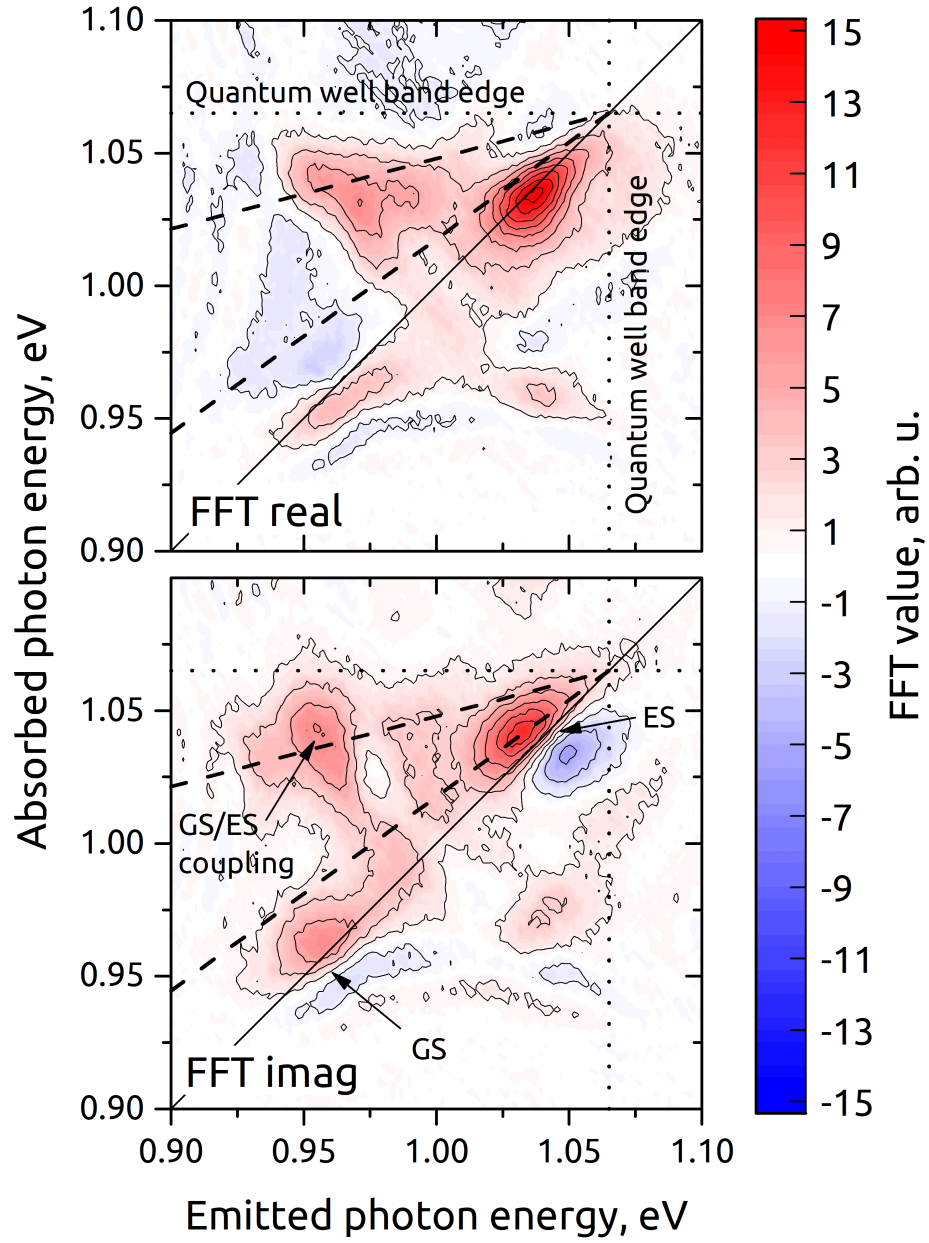 1.10
1.05
1.00
0.95
0.90
Quantum well band edge
Quantum well band edge
FFT real
1.05
1.00
0.95
0.90
ES
GS/ES
coupling
GS
FFT imag
0.90
0.95
1.00
1.05
1.10
Absorbed photon energy, eV
Emitted photon energy, eV
15
13
11
9
7
5
3
1
-1
-3
-5
-7
-9
-11
-13
-15
FFT value, arb. u.